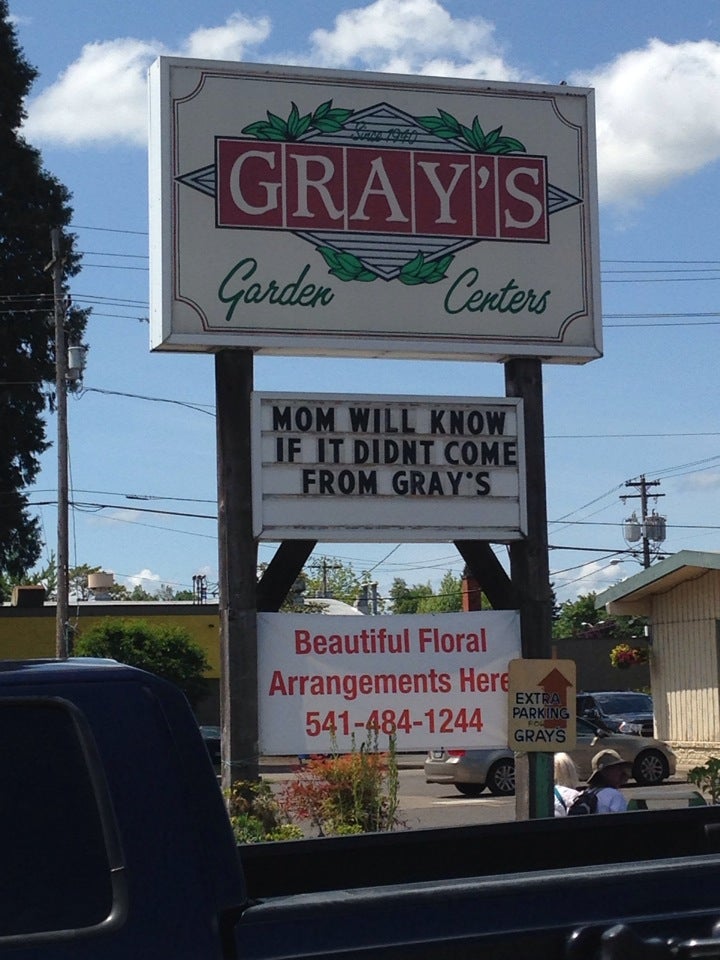 Since 1940
GRAY'S
Garden Centers
MOM WILL KNOW
IF IT DIDNT COME
FROM GRAY'S
Beautiful Floral
Arrangements Here
541-484-1244
EXTRA
PARKING
FOR
GRAYS